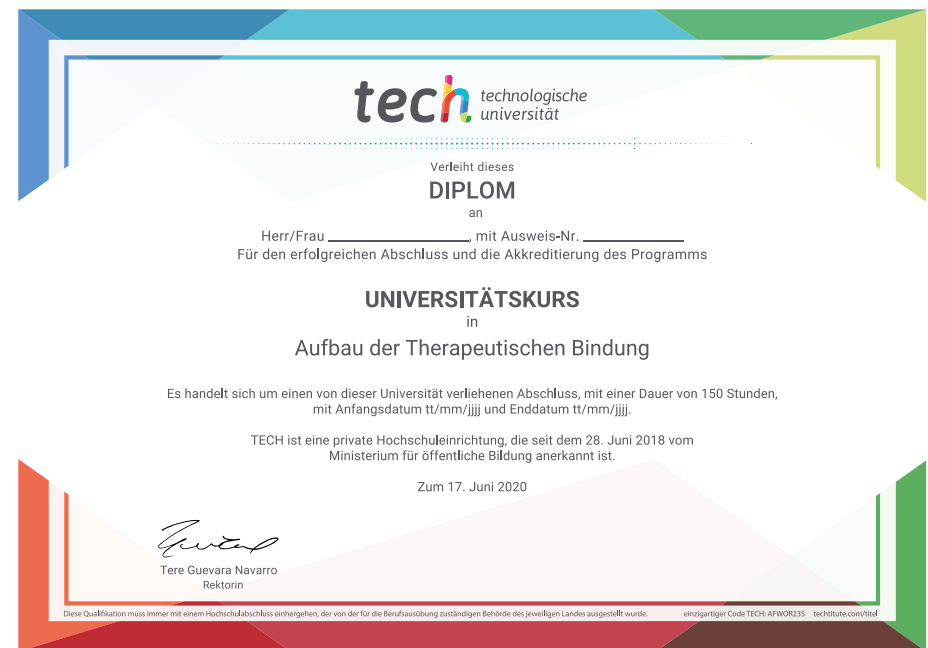 tech technologische
universität
Verleiht dieses
DIPLOM
an
Herr/Frau ____________________, mit Ausweis-Nr. ______________
Für den erfolgreichen Abschluss und die Akkreditierung des Programms
UNIVERSITÄTSKURS
in
Aufbau der Therapeutischen Bindung
Es handelt sich um einen von dieser Universität verliehenen Abschluss, mit einer Dauer von 150 Stunden,
mit Anfangsdatum tt/mm/jjjj und Enddatum tt/mm/jjjj.
TECH ist eine private Hochschuleinrichtung, die seit dem 28. Juni 2018 vom
Ministerium für öffentliche Bildung anerkannt ist.
Zum 17. Juni 2020
Tere Guevara Navarro
Rektorin
Diese Qualifikation muss immer mit einem Hochschulabschluss einhergehen, der von der für die Berufsausübung zuständigen Behörde des jeweiligen Landes ausgestellt wurde. einzigartiger Code TECH: AFWOR23S techtitute.com/titel